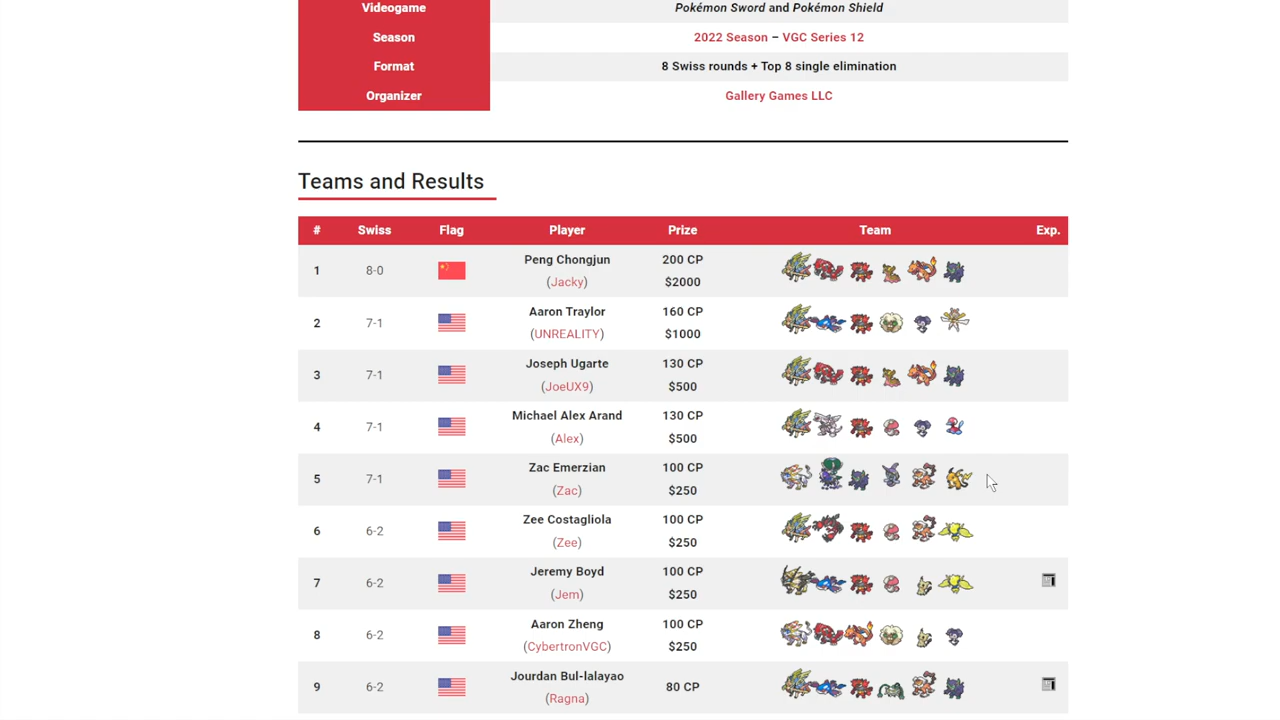 Videogame Pokémon Sword and Pokémon Shield
Season 2022 Season – VGC Series 12
Format 8 Swiss rounds + Top 8 single elimination
Organizer Gallery Games LLC
Teams and Results
# Swiss Flag Player Prize Team Exp.
1 8-0 Peng Chongjun 200 CP
(Jacky) $2000
2 7-1 Aaron Traylor 160 CP
(UNREALITY) $1000
3 7-1 Joseph Ugarte 130 CP
(JoeUX9) $500
4 7-1 Michael Alex Arand 130 CP
(Alex) $500
5 7-1 Zac Emerzian 100 CP
(Zac) $250
6 6-2 Zee Costagliola 100 CP
(Zee) $250
7 6-2 Jeremy Boyd 100 CP
(Jem) $250
8 6-2 Aaron Zheng 100 CP
(CybertronVGC) $250
9 6-2 Jourdan Bul-lalayao 80 CP
(Ragna)